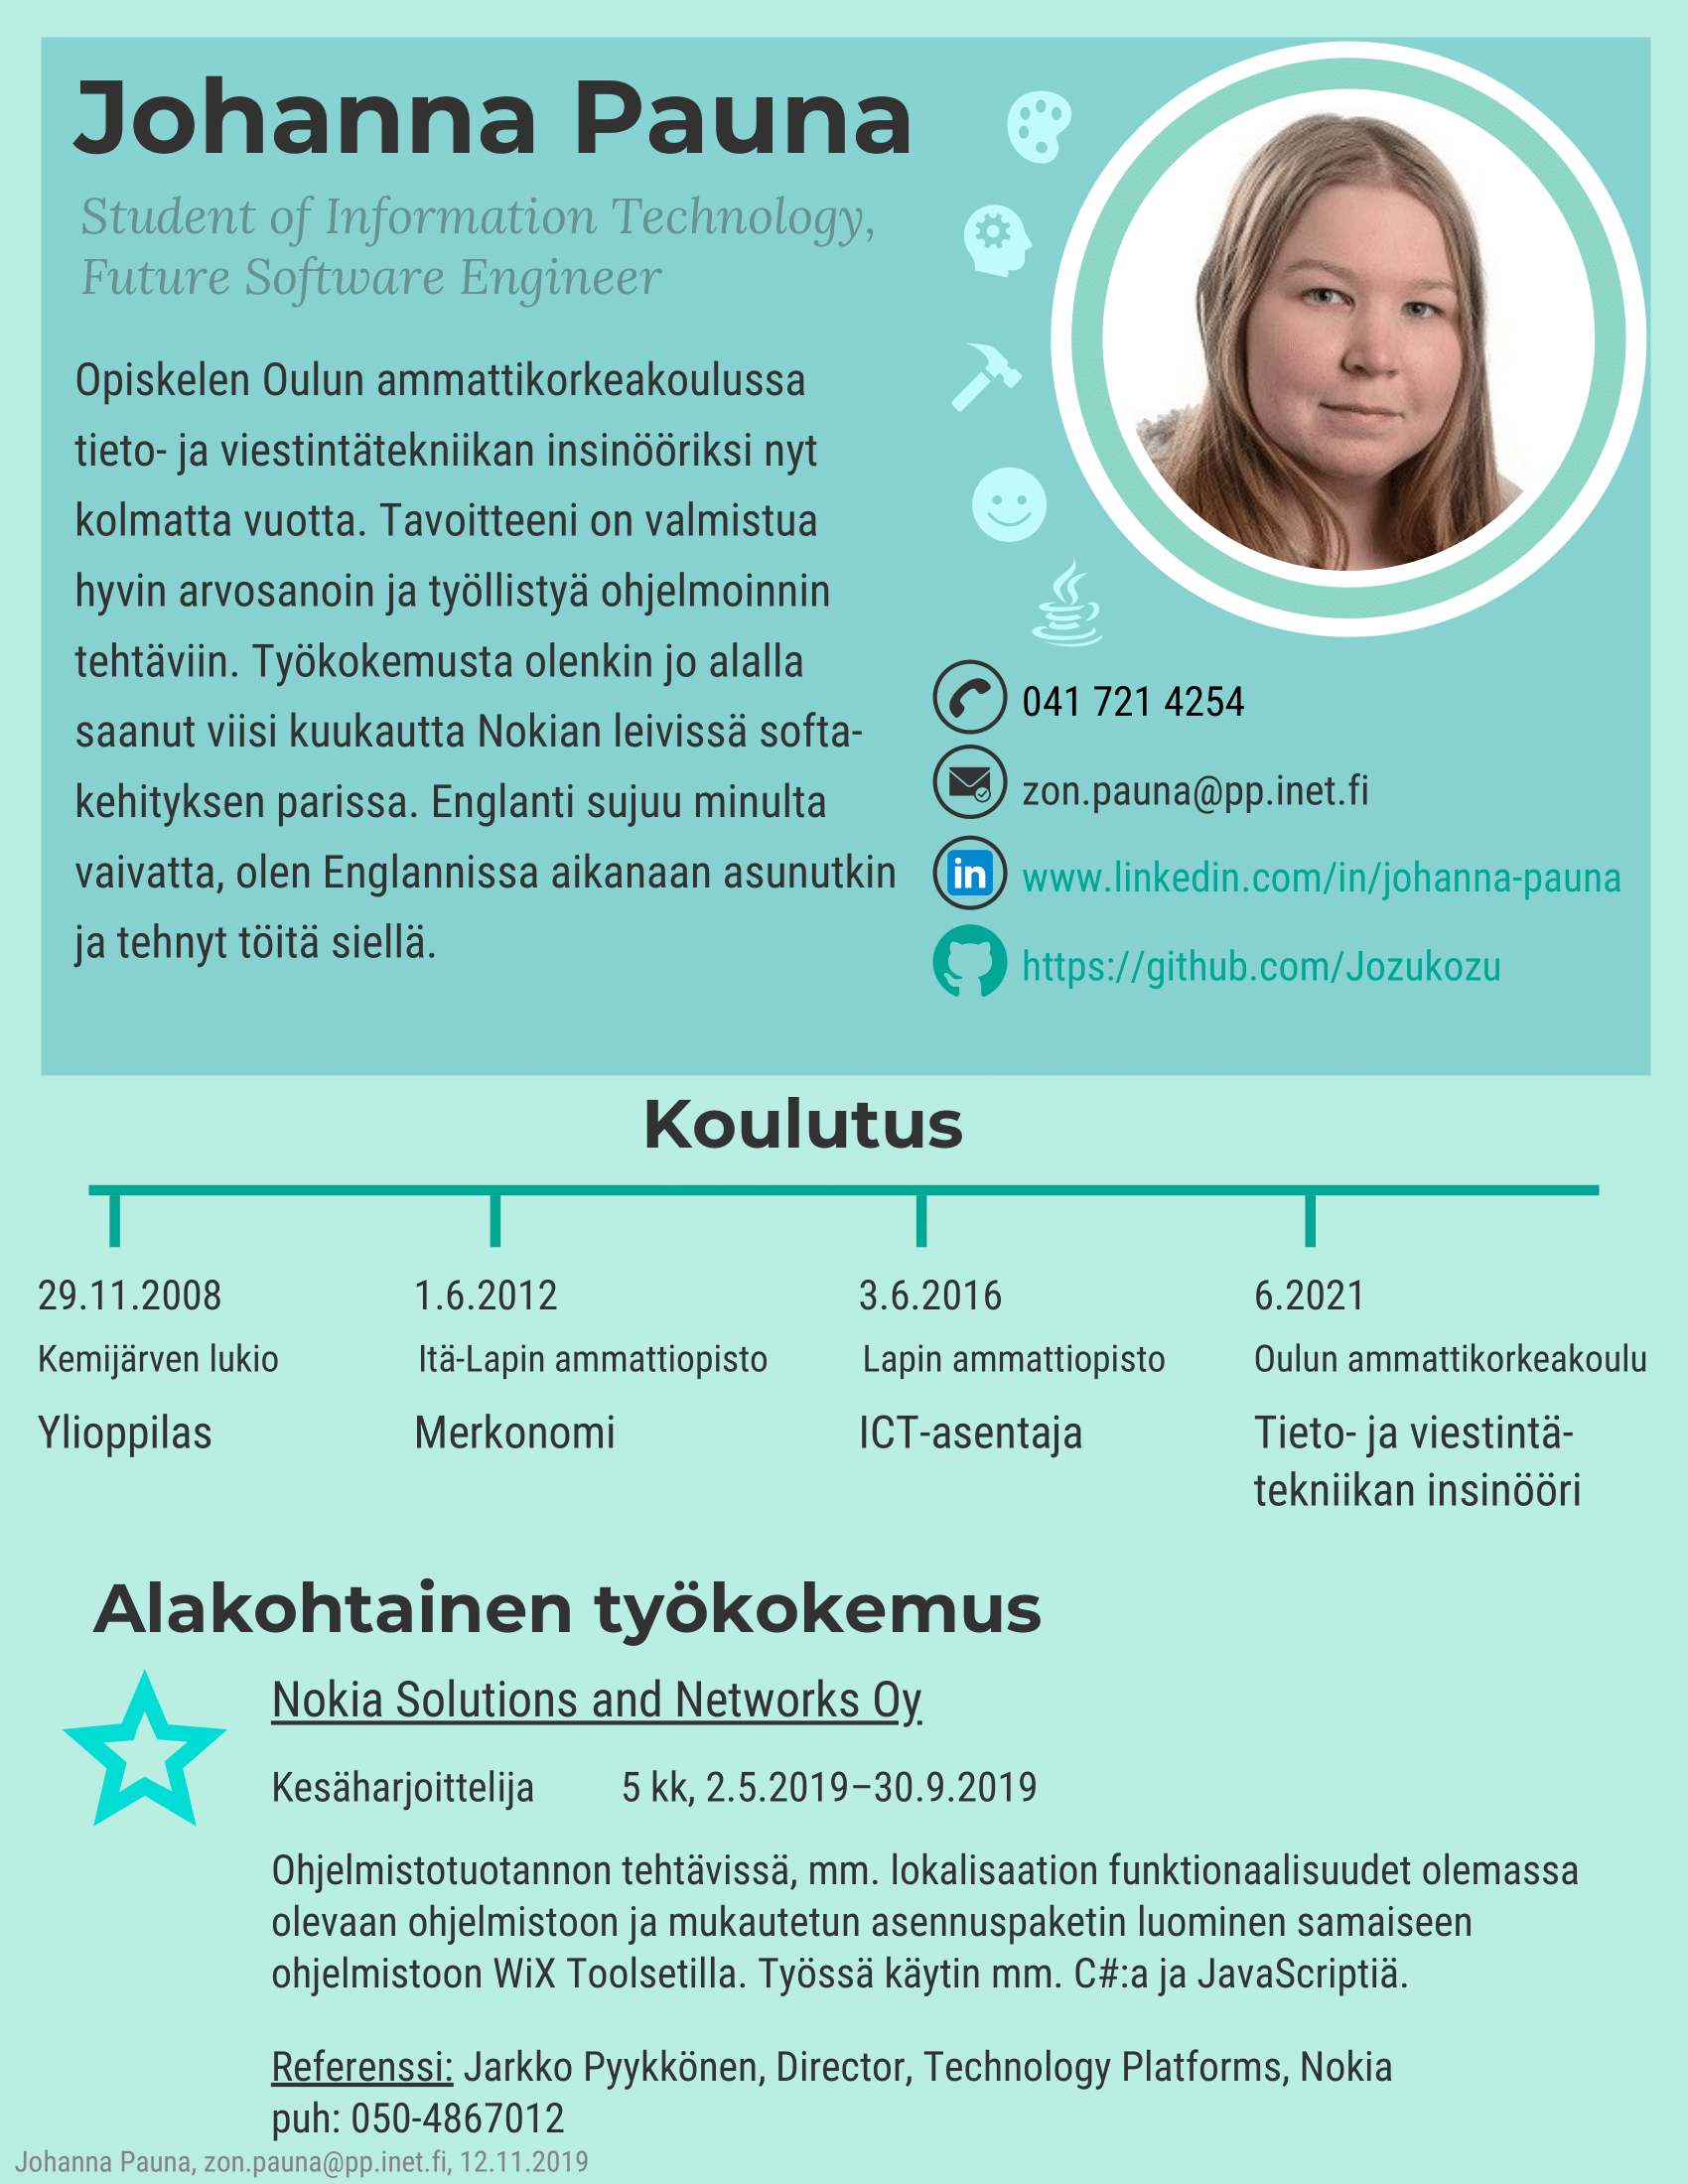 Johanna Pauna
Student of Information Technology,
Future Software Engineer
Opiskelen Oulun ammattikorkeakoulussa
tieto- ja viestintätekniikan insinööriksi nyt
kolmatta vuotta. Tavoitteeni on valmistua
hyvin arvosanoin ja työllistyä ohjelmoinnin
tehtäviin. Työkokemusta olenkin jo alalla
saanut viisi kuukautta Nokian leivissä softa-
kehityksen parissa. Englanti sujuu minulta
vaivatta, olen Englannissa aikanaan asunutkin
ja tehnyt töitä siellä.
041 721 4254
zon.pauna@pp.inet.fi
in
www.linkedin.com/in/johanna-pauna
https://github.com/Jozukozu
Koulutus
29.11.2008
Kemijärven lukio
Ylioppilas
1.6.2012
Itä-Lapin ammattiopisto
Merkonomi
3.6.2016
Lapin ammattiopisto
ICT-asentaja
6.2021
Oulun ammattikorkeakoulu
Tieto- ja viestintä-
tekniikan insinööri
Alakohtainen työkokemus
Nokia Solutions and Networks Oy
Kesäharjoittelija 5 kk, 2.5.2019–30.9.2019
Ohjelmistotuotannon tehtävissä, mm. lokalisaation funktionaalisuudet olemassa
olevaan ohjelmistoon ja mukautetun asennuspaketin luominen samaiseen
ohjelmistoon WiX Toolsetilla. Työssä käytin mm. C#:a ja JavaScriptiä.
Referenssi: Jarkko Pyykkönen, Director, Technology Platforms, Nokia
puh: 050-4867012
Johanna Pauna, zon.pauna@pp.inet.fi, 12.11.2019